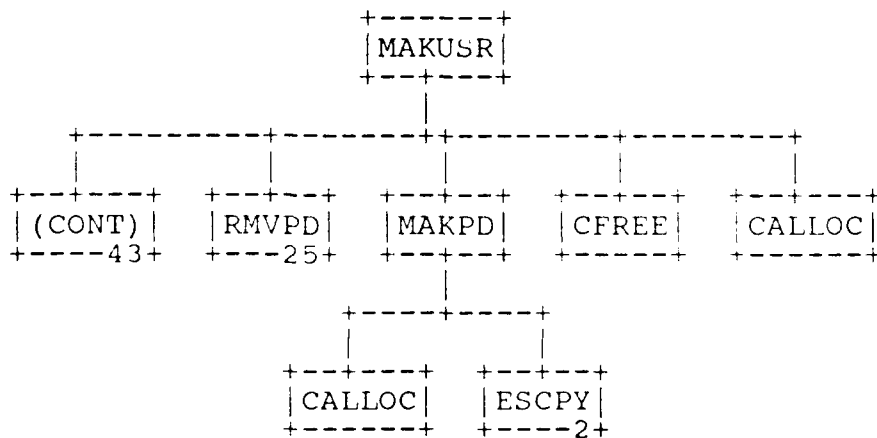 MAKUSR
(CONT) RMVPD MAKPD CFREE CALLOC
43 25
CALLOC ESCPY
2